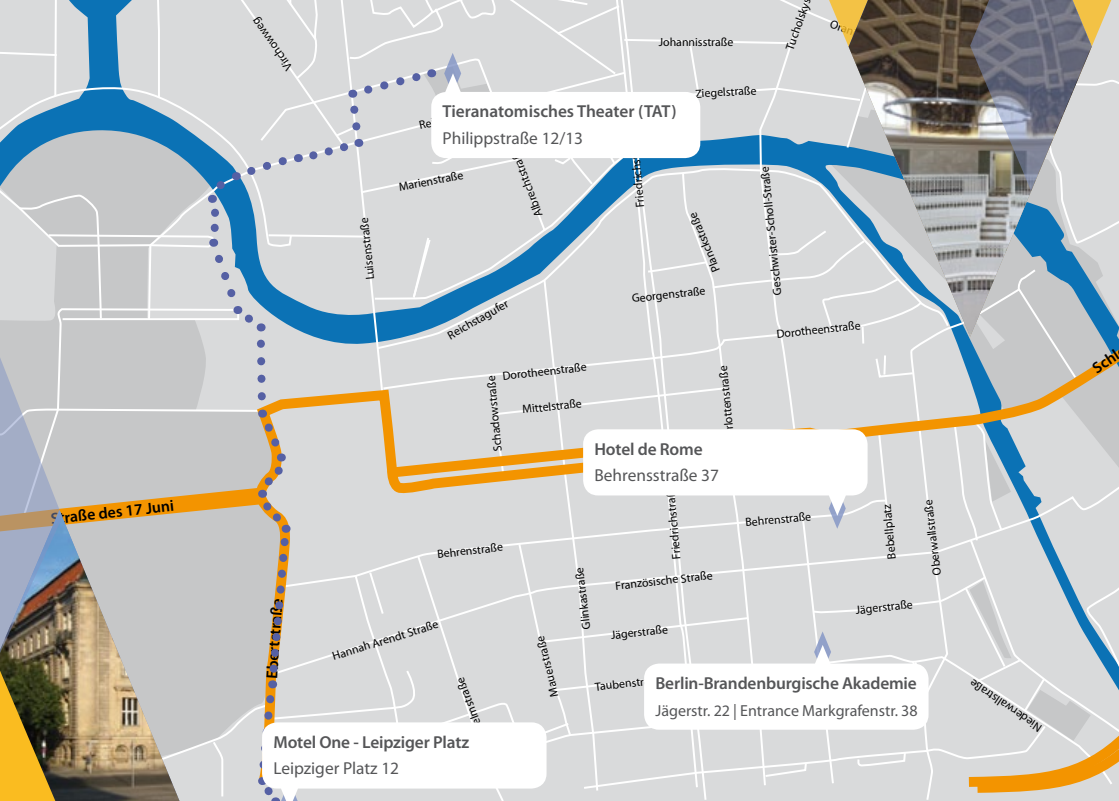 Virchowweg
Johannisstraße
Ziegelstraße
Tieranatomisches Theater (TAT)
Philippstraße 12/13
Marienstraße
Luisenstraße
Geschwister-Scholl-Straße
Planckstraße
Georgenstraße
Reichstagufer
Dorotheenstraße
Dorotheenstraße
Mittelstraße
Schadowstraße
Hotel de Rome
Behrensstraße 37
Straße des 17 Juni
Behrenstraße
Behrenstraße
Bebellplatz
Oberwallstraße
Französische Straße
Glinkastraße
Jägerstraße
Jägerstraße
Hannah Arendt Straße
Mauerstraße
Ebertstraße
Berlin-Brandenburgische Akademie
Jägerstr. 22 | Entrance Markgrafenstr. 38
Niederwallstraße
Motel One - Leipziger Platz
Leipziger Platz 12